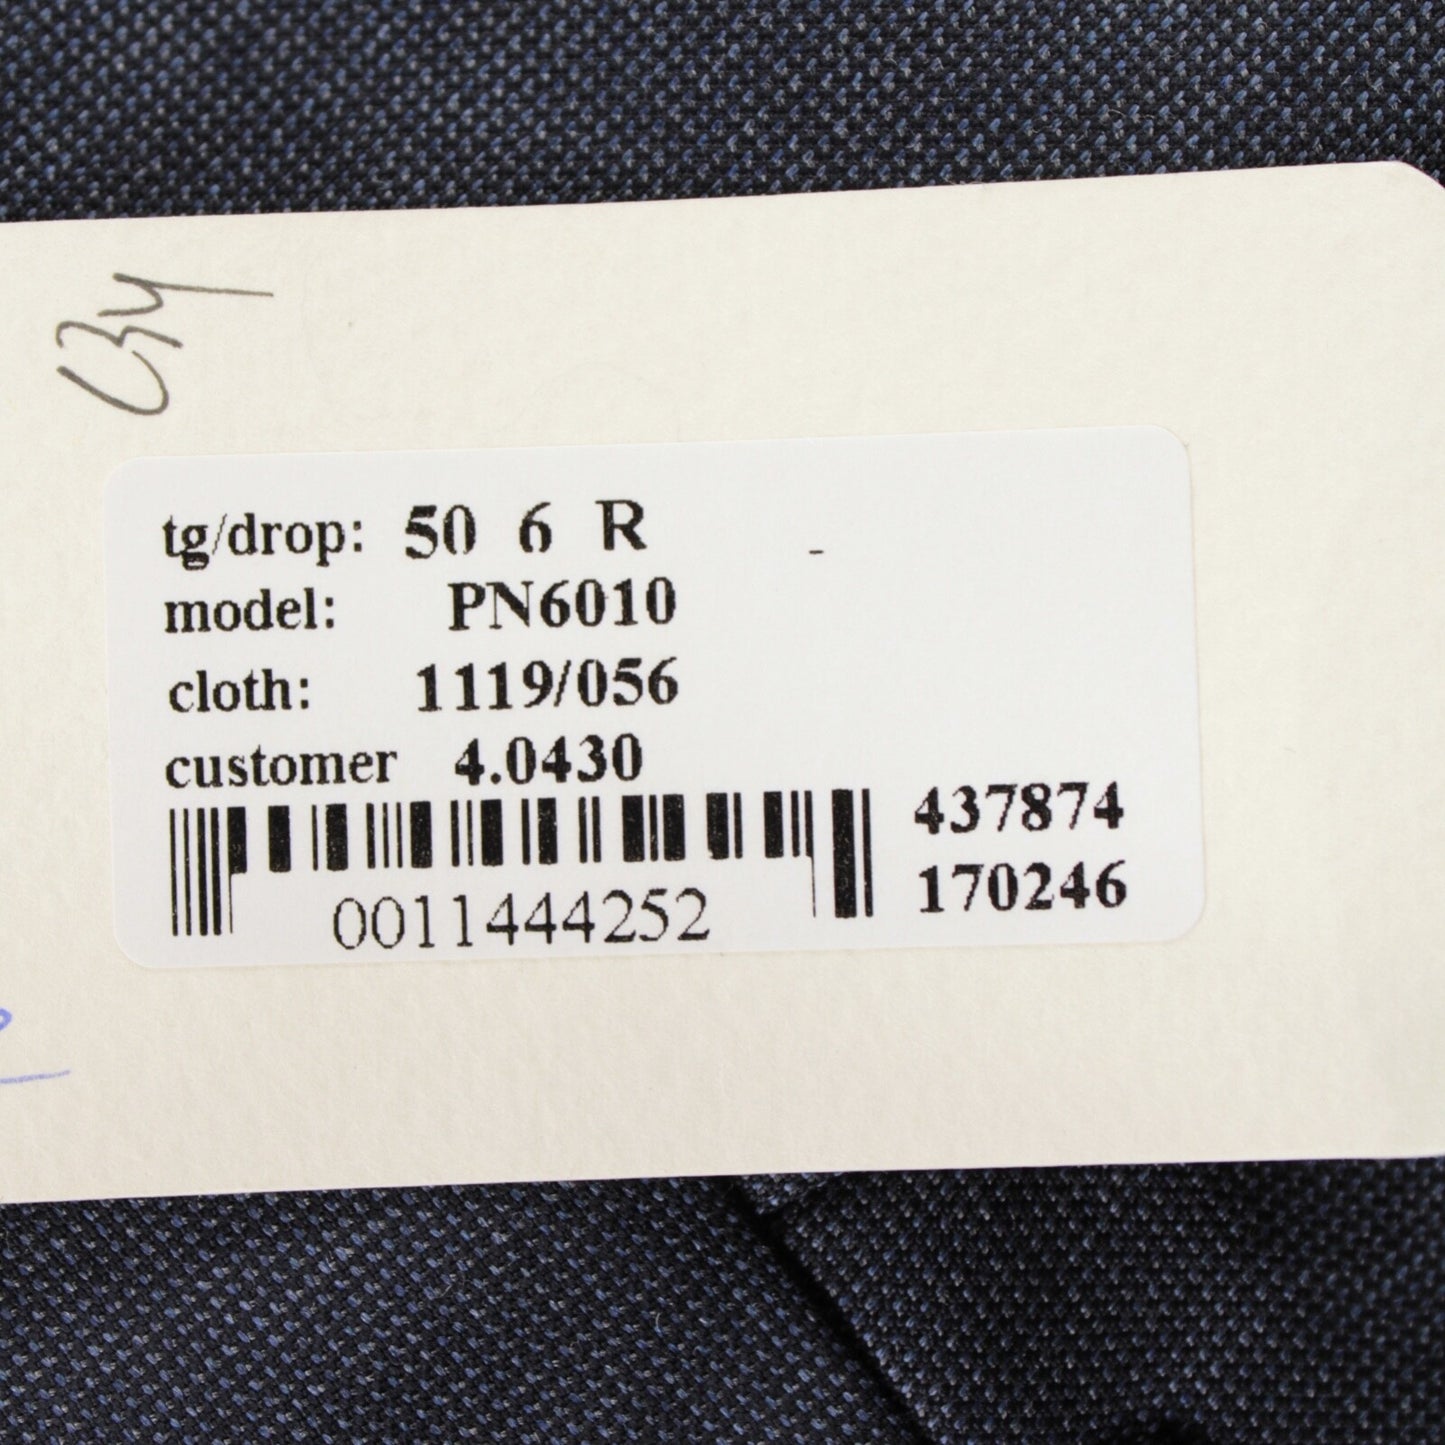 C34
tg/drop: 50 6 R -
model: PN6010
cloth: 1119/056
customer 4.0430
437874
170246
0011444252